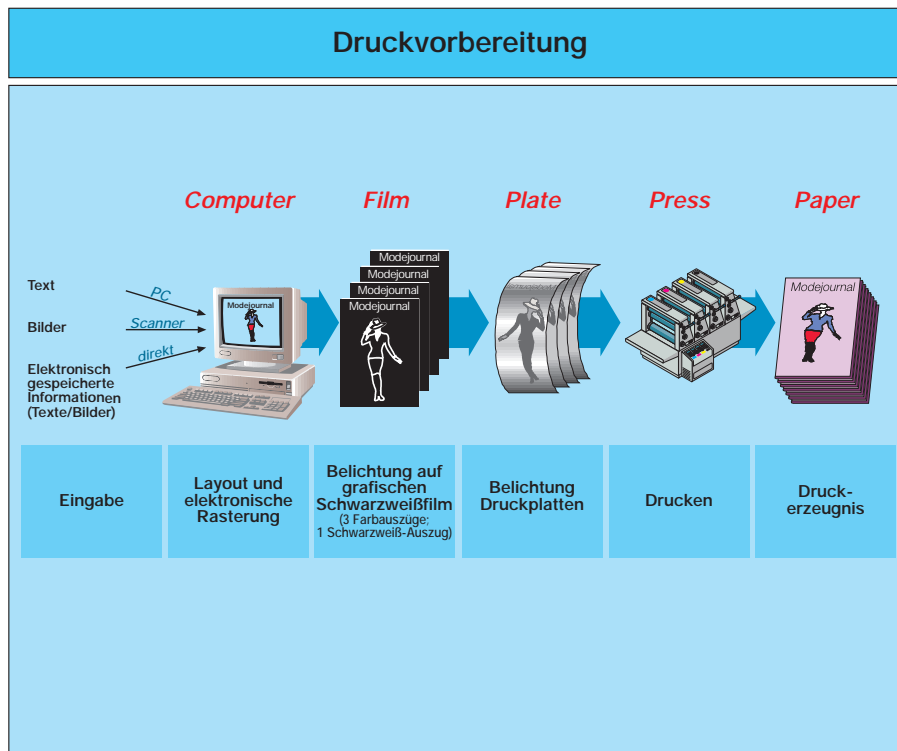 Druckvorbereitung
Computer
Film
Plate
Press
Paper
Text
PC
Bilder
Scanner
direkt
Elektronisch
gespeicherte
Informationen
(Texte/Bilder)
Modejournal
Modejournal
Modejournal
Modejournal
Modejournal
Modejournal
Eingabe
Layout und
elektronische
Rasterung
Belichtung auf
grafischen
Schwarzweißfilm
(3 Farbauszüge;
1 Schwarzweiß-Auszug)
Belichtung
Druckplatten
Drucken
Druck-
erzeugnis